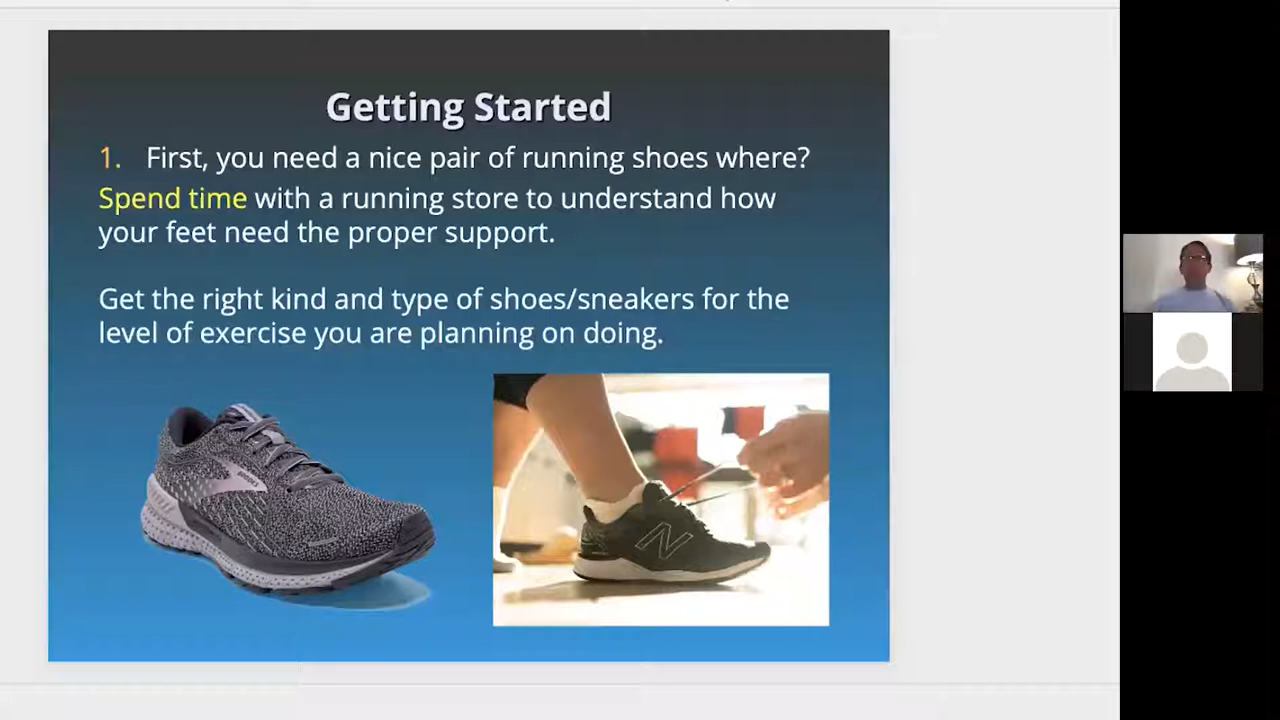 Getting Started
1. First, you need a nice pair of running shoes where?
Spend time with a running store to understand how
your feet need the proper support.
Get the right kind and type of shoes/sneakers for the
level of exercise you are planning on doing.
N